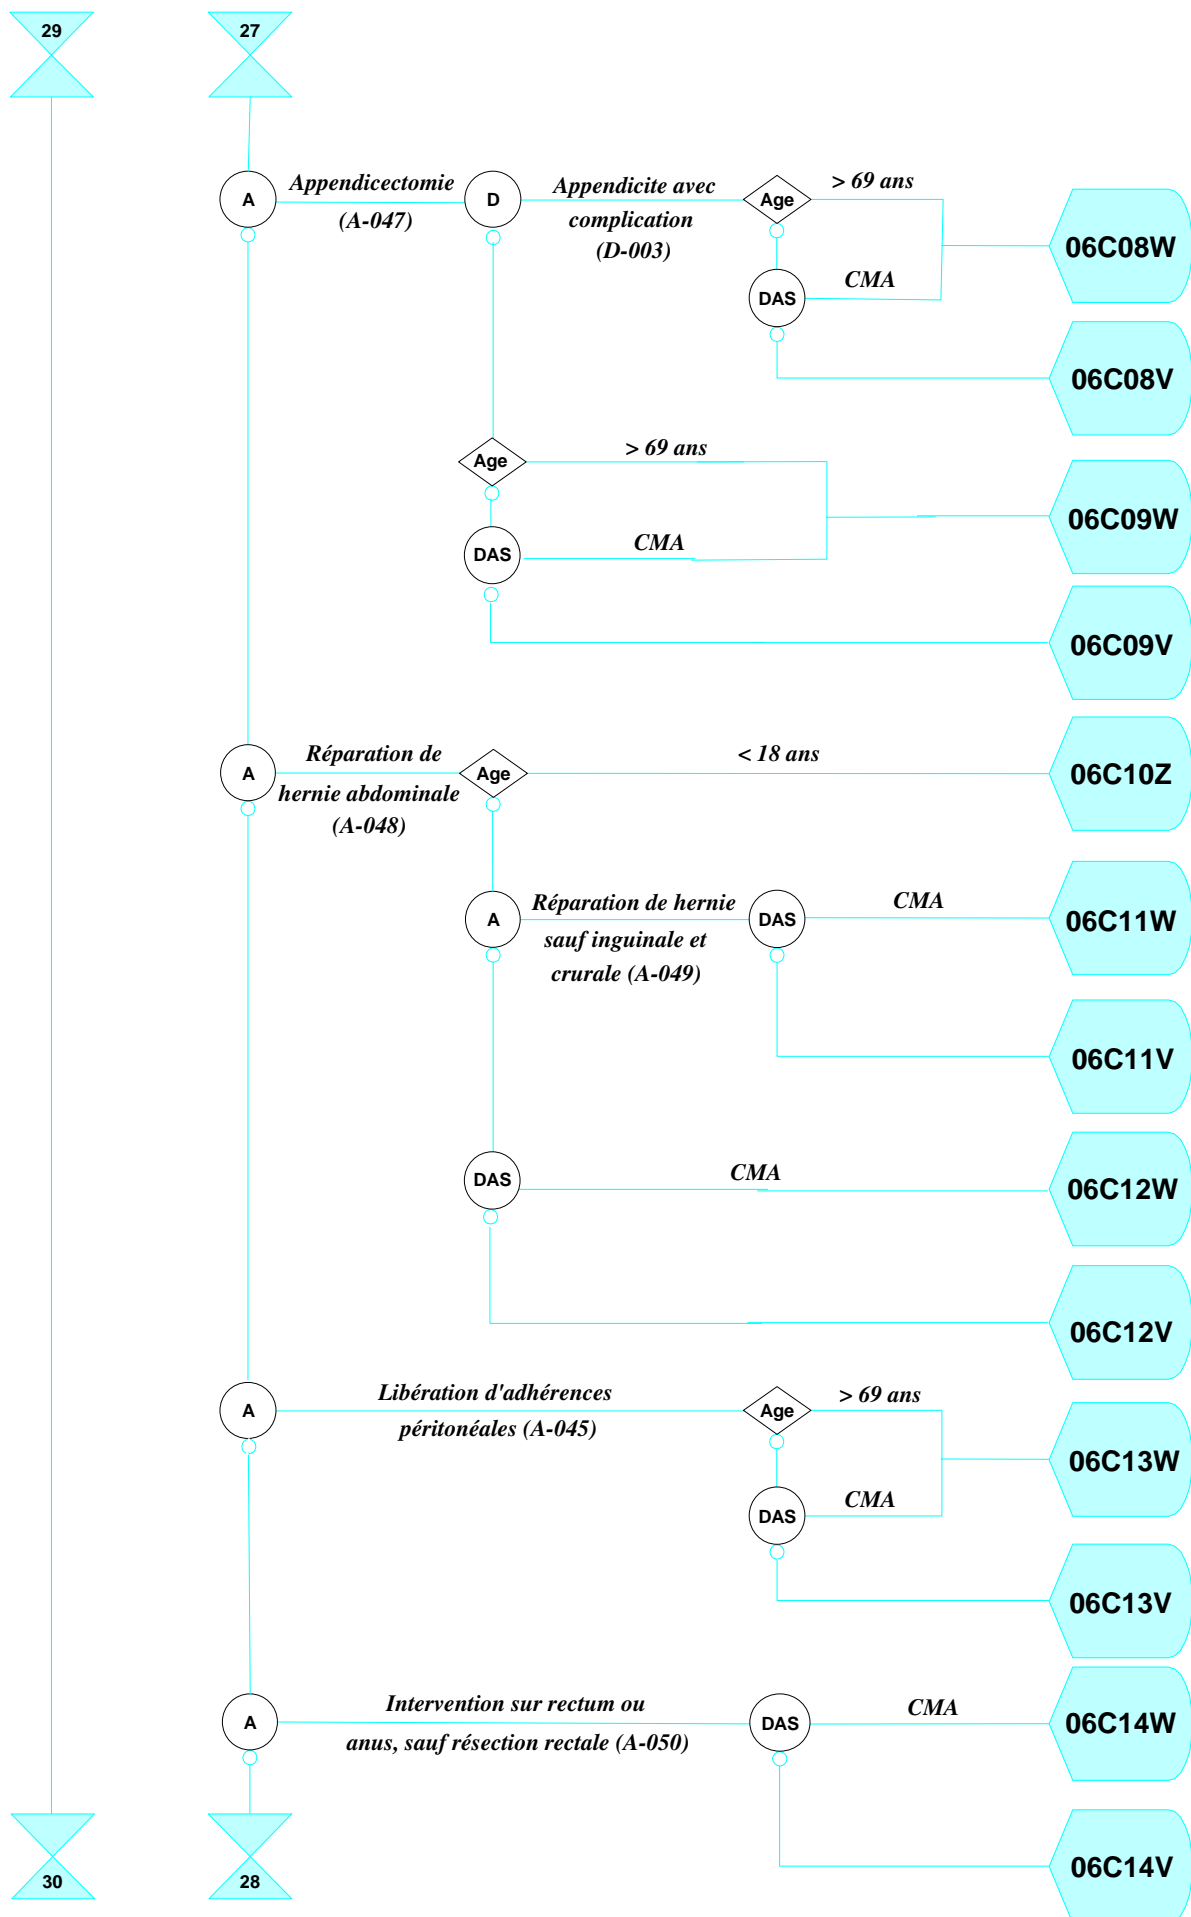 29
27
A
Appendicectomie
(A-047)
D
Appendicite avec
complication
(D-003)
Age
> 69 ans
06C08W
DAS
CMA
06C08V
Age
> 69 ans
06C09W
DAS
CMA
06C09V
A
Réparation de
hernie abdominale
(A-048)
Age
< 18 ans
06C10Z
A
Réparation de hernie
sauf inguinale et
crurale (A-049)
DAS
CMA
06C11W
06C11V
DAS
CMA
06C12W
06C12V
A
Libération d'adhérences
péritonéales (A-045)
Age
> 69 ans
06C13W
DAS
CMA
06C13V
A
Intervention sur rectum ou
anus, sauf résection rectale (A-050)
DAS
CMA
06C14W
06C14V
30
28